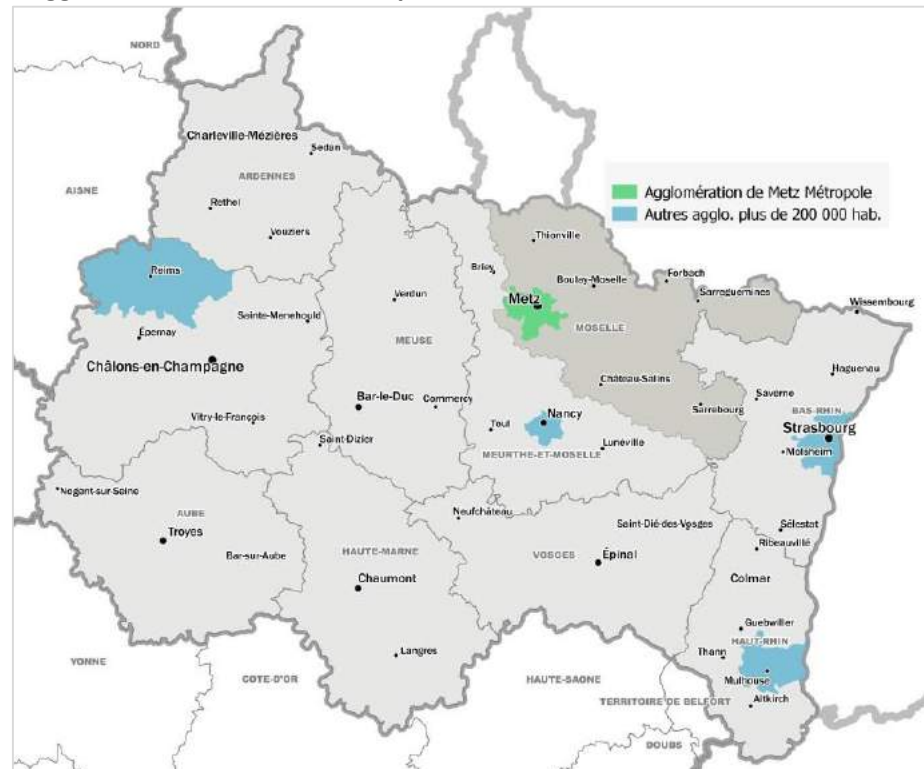 NORD
Charleville-Mézières
Sedan
ARDENNES
AISNE
Rethel
Vouziers
Agglomération de Metz Métropole
Autres agglo. plus de 200 000 hab.
Thionville
Reims
Briey
Boulay-Moselle
Forbach
Verdun
Metz
Sarreguemines
Wissembourg
Sainte-Menehould
MOSELLE
Épernay
MEUSE
Châlons-en-Champagne
Haguenau
Château-Salins
Saverne
Bar-le-Duc
Commercy
Sarrebourg
BAS-RHIN
Vitry-le-François
Toul
Nancy
Strasbourg
Saint-Dizier
Lunéville
Molsheim
MEURTHE-ET-MOSELLE
Nogent-sur-Seine
AUBE
Neufchâteau
Saint-Dié-des-Vosges
Sélestat
Troyes
Ribeauvillé
Bar-sur-Aube
HAUTE-MARNE
VOSGES
Épinal
Chaumont
Colmar
Guebwiller
HAUT-RHIN
Langres
Thann
YONNE
COTE-D'OR
HAUTE-SAONE
Mulhouse
TERRITOIRE DE BELFORT
Altkirch
DOUBS